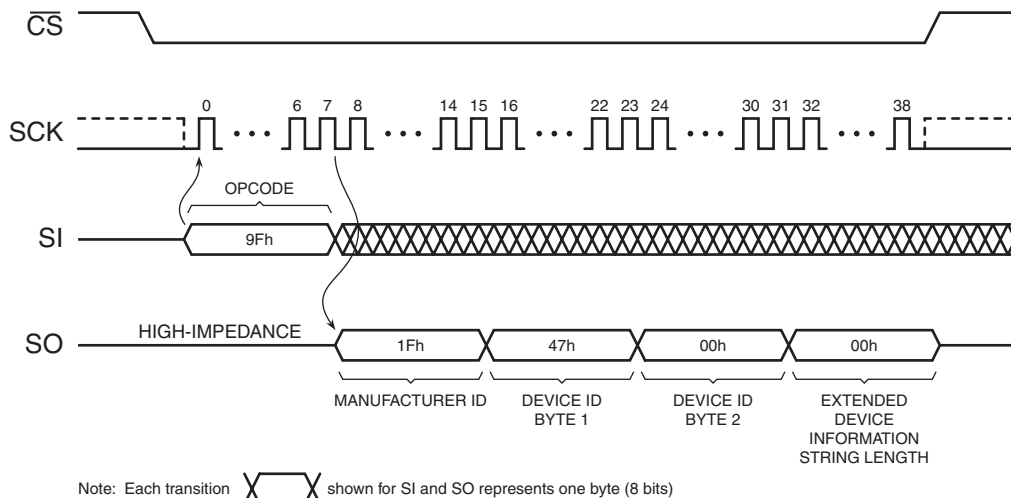 CS
SCK
0 6 7 8 14 15 16 22 23 24 30 31 32 38
OPCODE
SI
9Fh
HIGH-IMPEDANCE
SO
1Fh 47h 00h 00h
MANUFACTURER ID
DEVICE ID
BYTE 1
DEVICE ID
BYTE 2
EXTENDED
DEVICE
INFORMATION
STRING LENGTH
Note: Each transition shown for SI and SO represents one byte (8 bits)